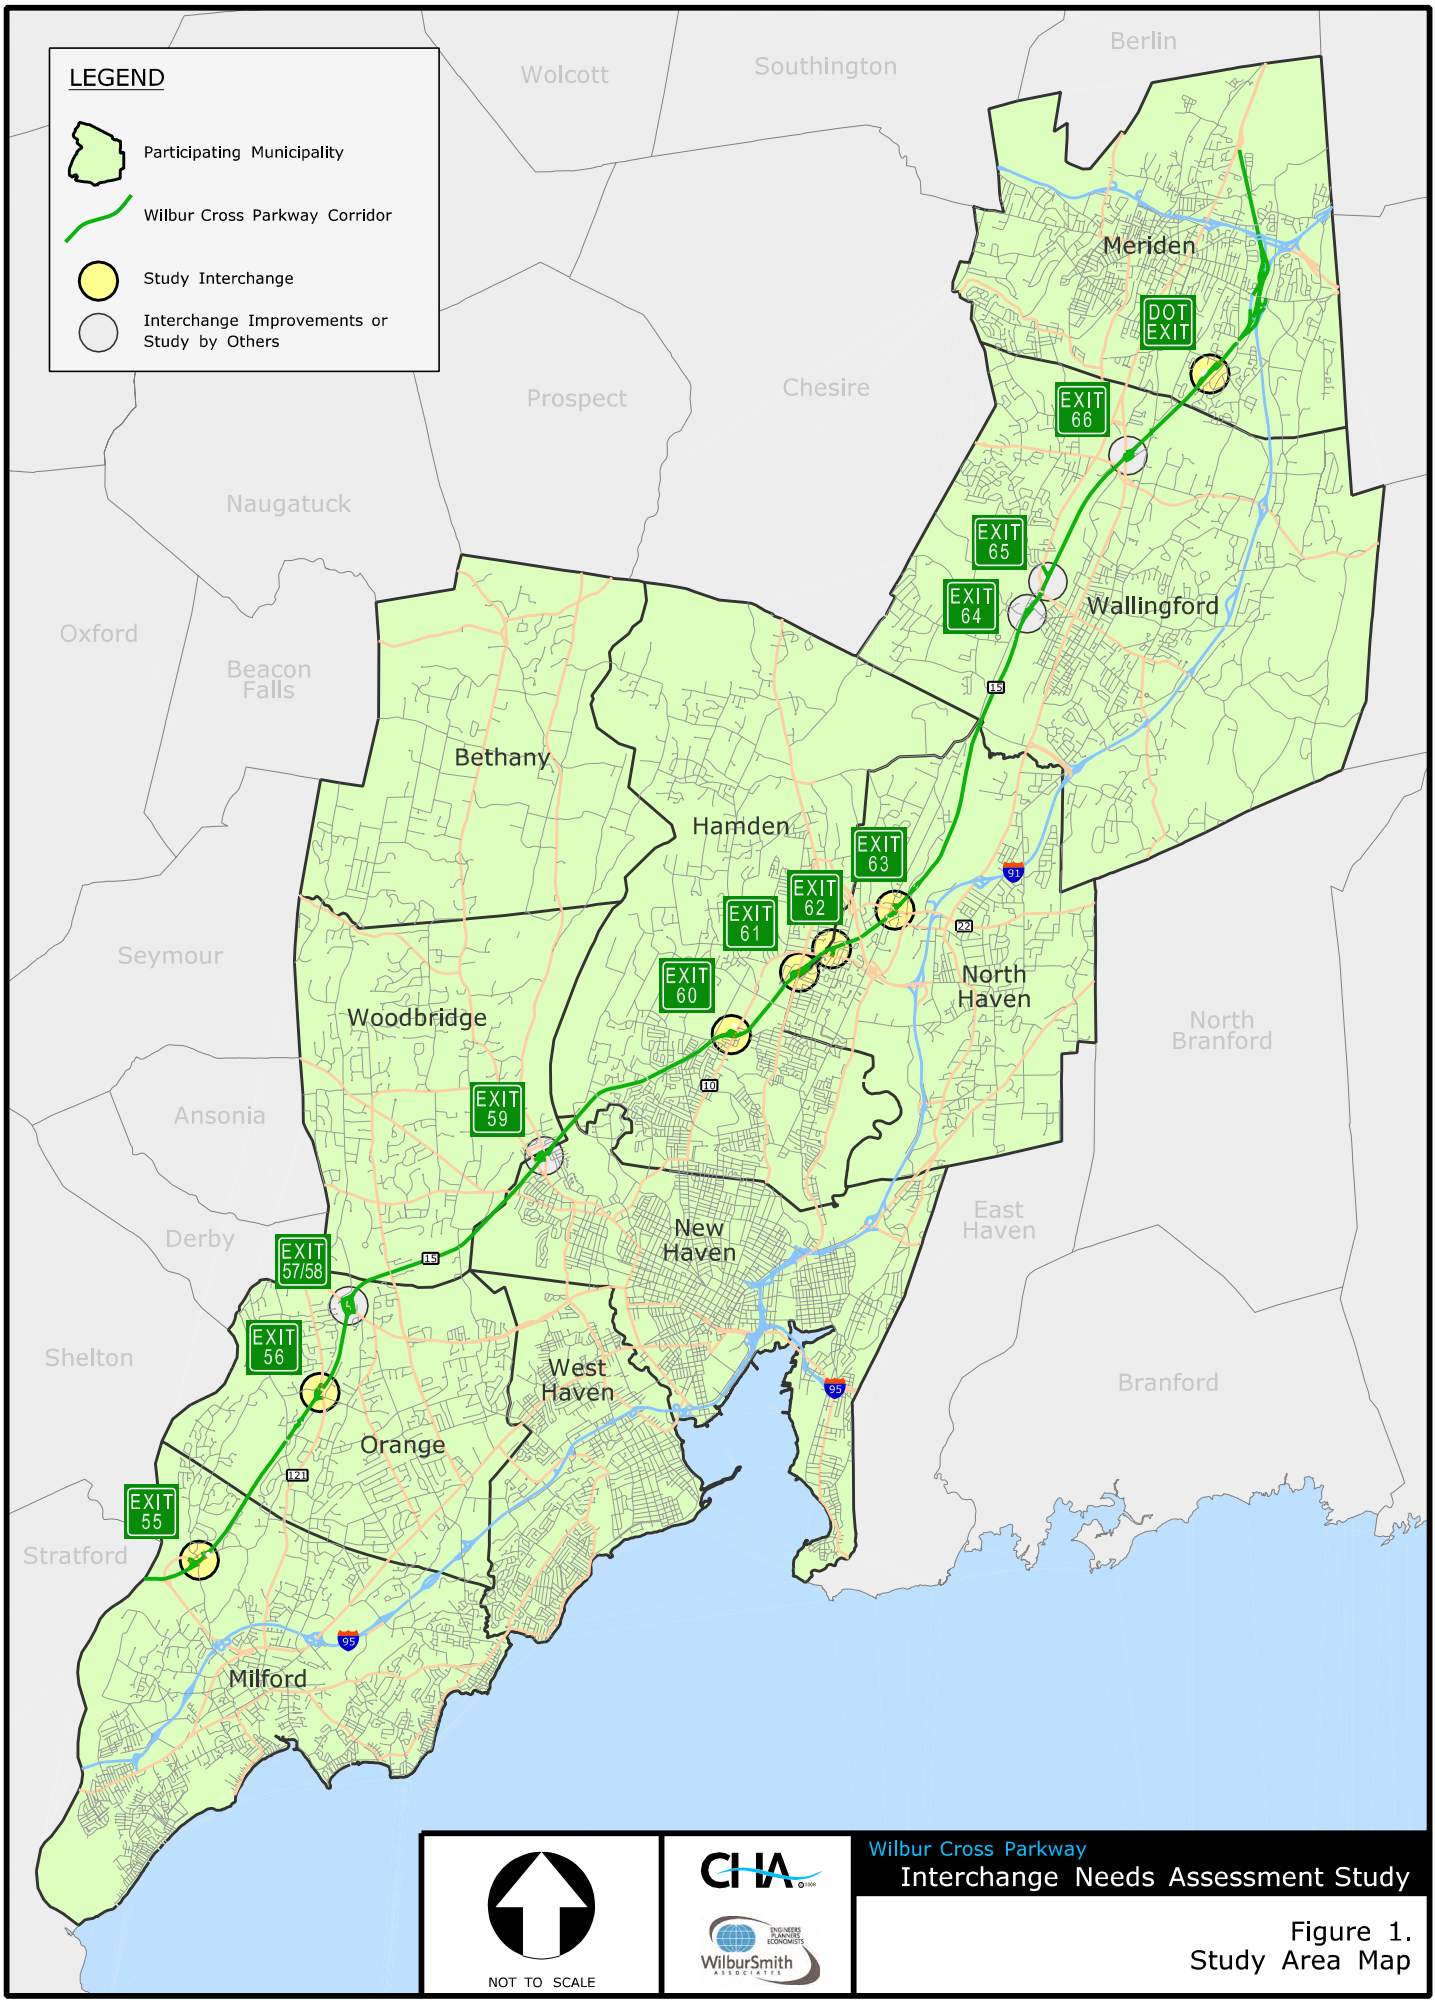 LEGEND
Participating Municipality
Wilbur Cross Parkway Corridor
Study Interchange
Interchange Improvements or
Study by Others
Berlin
Southington
Wolcott
Meriden
DOT
EXIT
Chesire
Prospect
EXIT
66
Naugatuck
EXIT
65
EXIT
64
Wallingford
Oxford
Beacon
Falls
15
Bethany
Hamden
EXIT
63
91
EXIT
62
EXIT
61
22
Seymour
EXIT
60
North
Haven
Woodbridge
North
Branford
10
EXIT
59
Ansonia
East
Haven
New
Haven
Derby
15
EXIT
57/58
EXIT
56
Shelton
West
Haven
95
Branford
Orange
121
EXIT
55
Stratford
95
Milford
NOT TO SCALE
CHA
©2008
ENGINEERS
PLANNERS
ECONOMISTS
WilburSmith
ASSOCIATES
Wilbur Cross Parkway
Interchange Needs Assessment Study
Figure 1.
Study Area Map